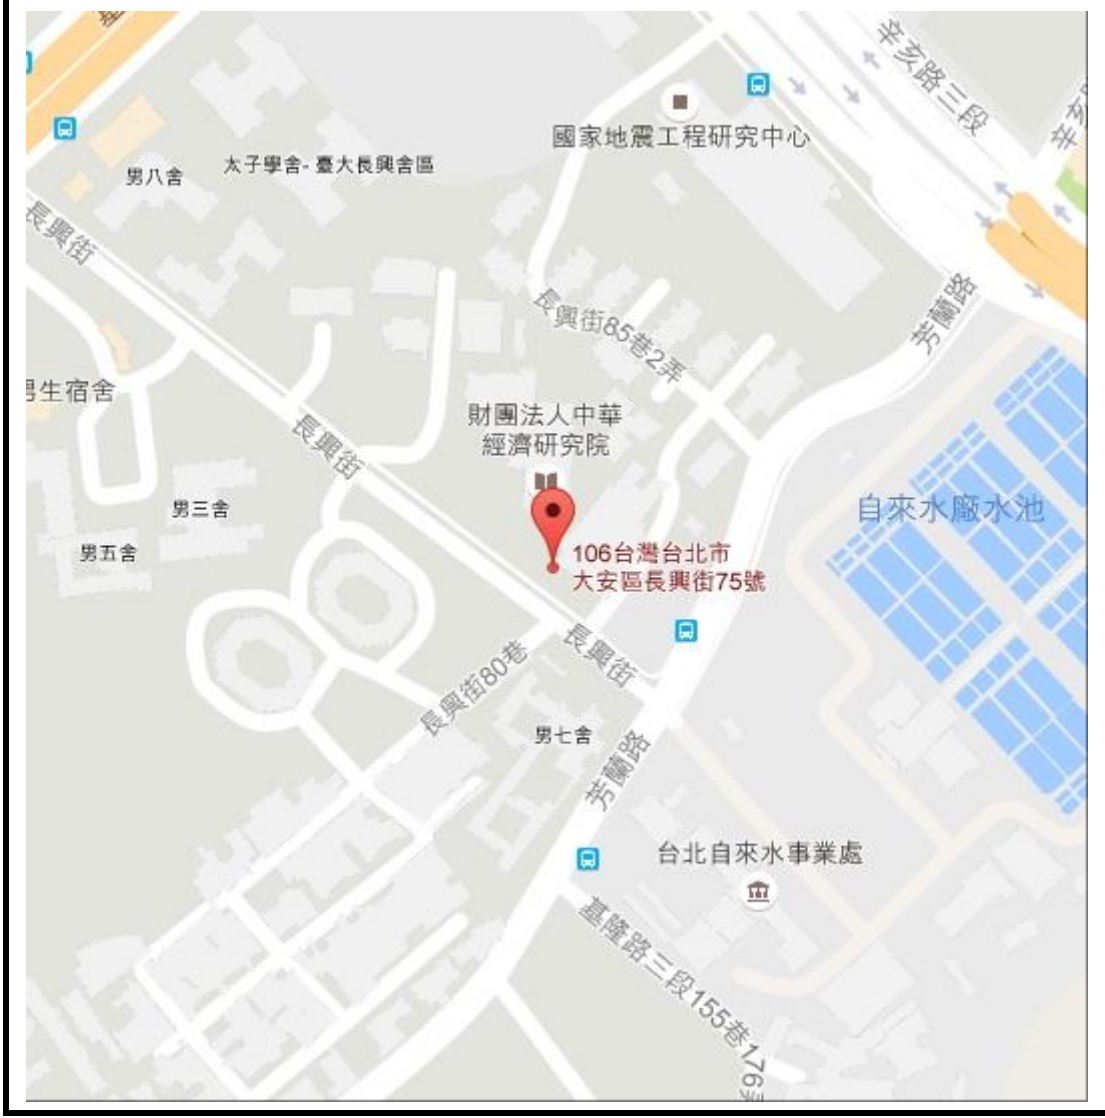 辛亥路三段
國家地震工程研究中心
太子學舍- 臺大長興舍區
男八舍
長興街
芳蘭路
長興街85巷2弄
男生宿舍
財團法人中華
經濟研究院
長興街
男三舍
自來水廠水池
男五舍
106台灣台北市
大安區長興街75號
長興街
長興街80巷
男七舍
芳蘭路
台北自來水事業處
基隆路三段155巷176